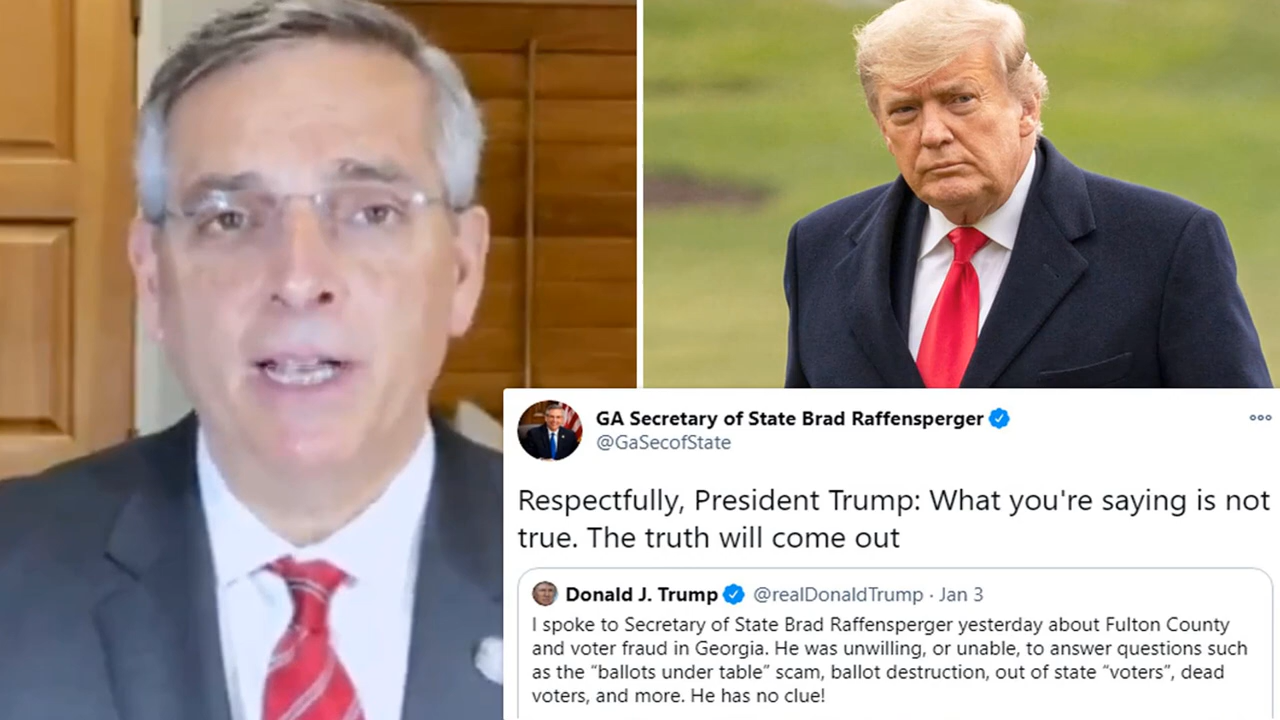 GA Secretary of State Brad Raffensperger
@GaSecofState
Respectfully, President Trump: What you're saying is not
true. The truth will come out
Donald J. Trump @realDonaldTrump · Jan 3
I spoke to Secretary of State Brad Raffensperger yesterday about Fulton County
and voter fraud in Georgia. He was unwilling, or unable, to answer questions such
as the “ballots under table” scam, ballot destruction, out of state “voters”, dead
voters, and more. He has no clue!